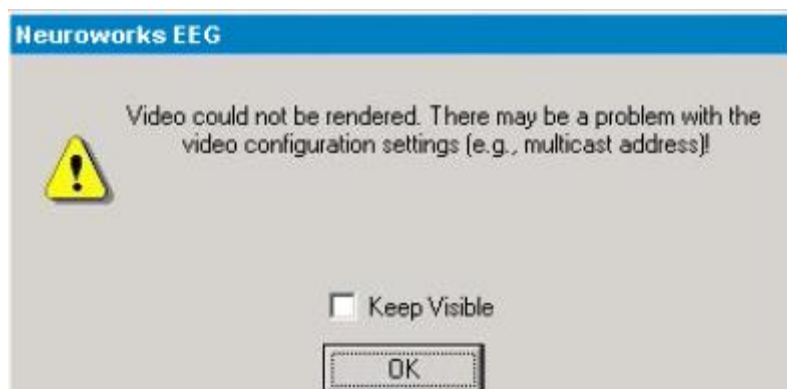 Neuroworks EEG
Video could not be rendered. There may be a problem with the
video configuration settings (e.g., multicast address)!
Keep Visible
OK